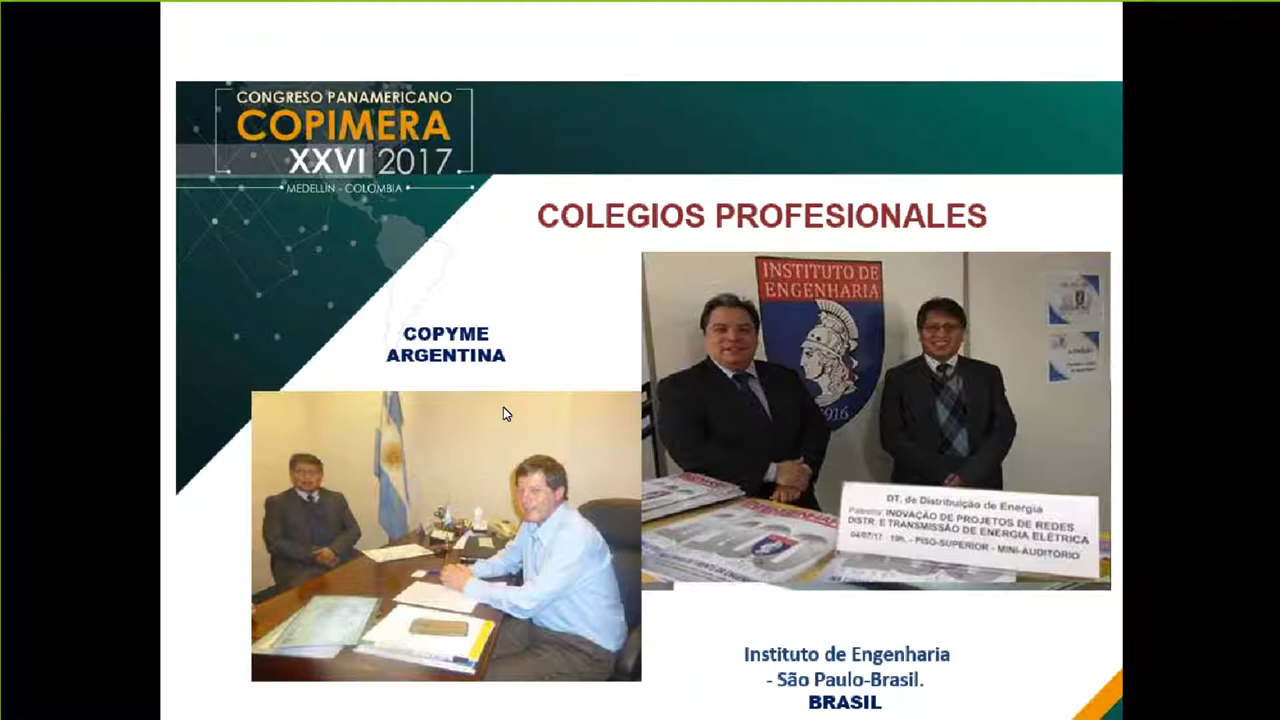 CONGRESO PANAMERICANO
COPIMERA
XXVI 2017
MEDELLÍN - COLOMBIA
COLEGIOS PROFESIONALES
COPYME
ARGENTINA
INSTITUTO DE
ENGENHARIA
1916
DT. de Distribuição de Energia
Palestra: INOVAÇÃO DE PROJETOS DE REDES
DISTR. E TRANSMISSÃO DE ENERGIA ELÉTRICA
04/07/17 - 19h. - PISO-SUPERIOR - MINI-AUDITORIO
Instituto de Engenharia
- São Paulo-Brasil.
BRASIL